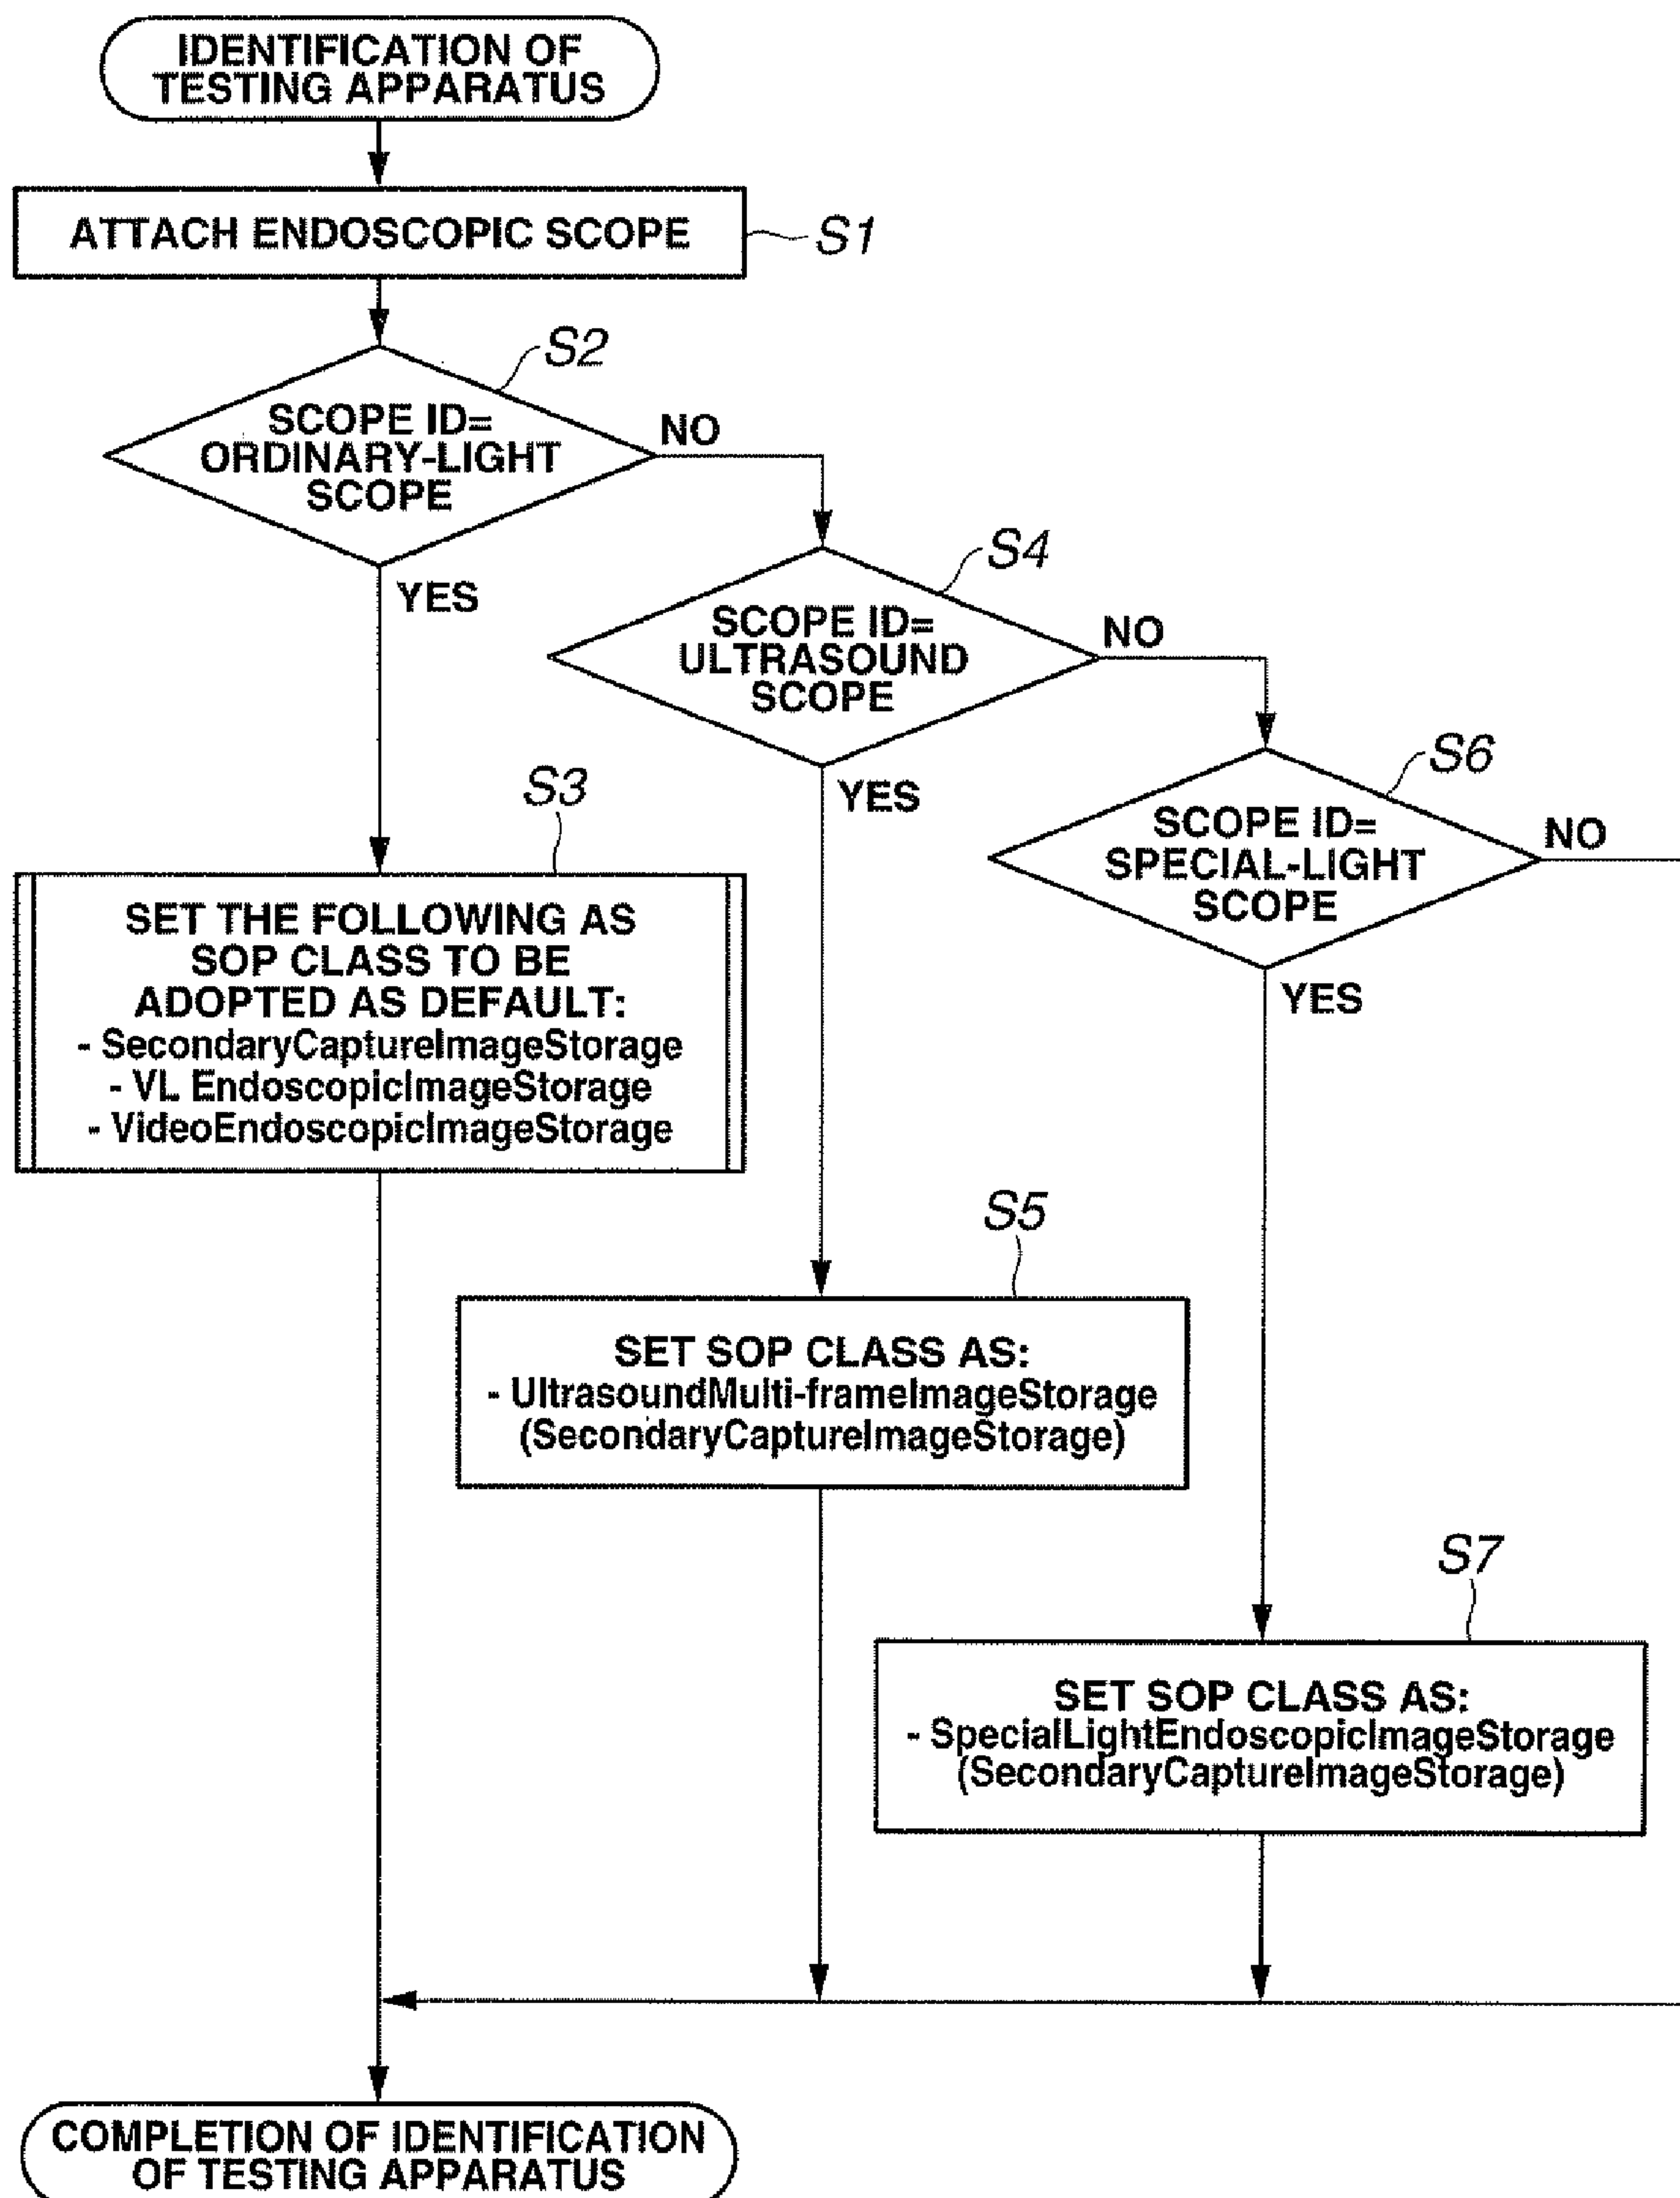 IDENTIFICATION OF
TESTING APPARATUS
ATTACH ENDOSCOPIC SCOPE
S1
S2
SCOPE ID=
ORDINARY-LIGHT
SCOPE
NO
YES
S4
SCOPE ID=
ULTRASOUND
SCOPE
NO
YES
S6
SCOPE ID=
SPECIAL-LIGHT
SCOPE
NO
YES
S3
SET THE FOLLOWING AS
SOP CLASS TO BE
ADOPTED AS DEFAULT:
- SecondaryCaptureImageStorage
- VL EndoscopicImageStorage
- VideoEndoscopicImageStorage
S5
SET SOP CLASS AS:
- UltrasoundMulti-frameImageStorage
(SecondaryCaptureImageStorage)
S7
SET SOP CLASS AS:
- SpecialLightEndoscopicImageStorage
(SecondaryCaptureImageStorage)
COMPLETION OF IDENTIFICATION
OF TESTING APPARATUS